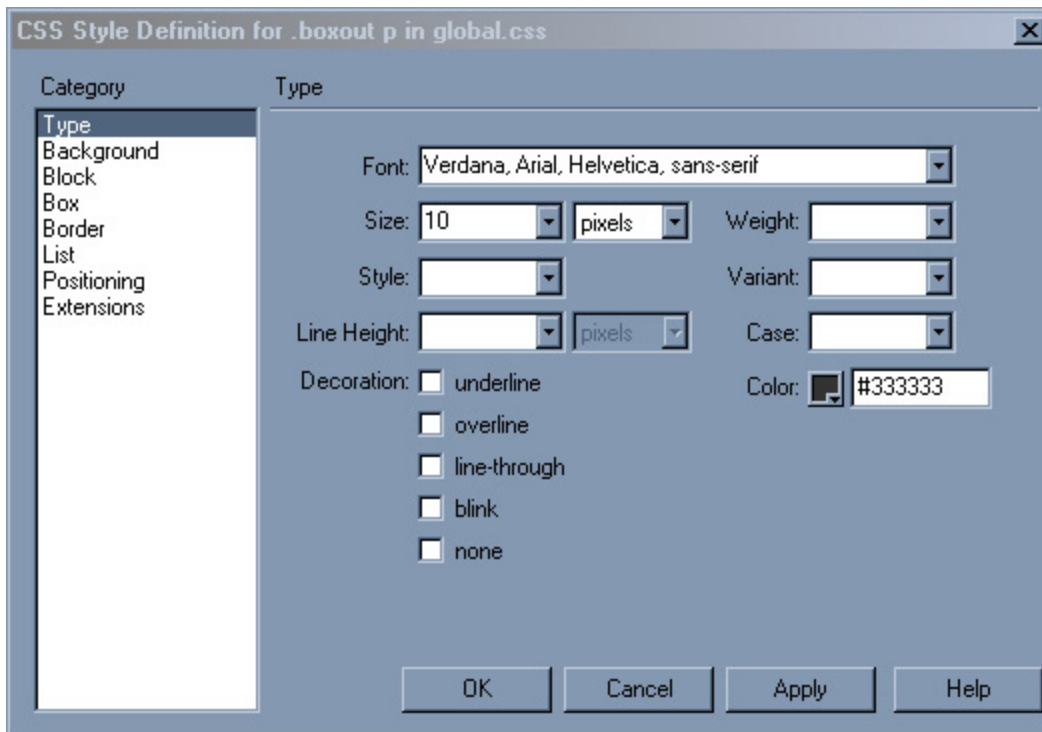 CSS Style Definition for .boxout p in global.css
Category
Type
Background
Block
Box
Border
List
Positioning
Extensions
Type
Font: Verdana, Arial, Helvetica, sans-serif
Size: 10 pixels Weight:
Style: Variant:
Line Height: pixels Case:
Decoration: underline Color: #333333
overline
line-through
blink
none
OK Cancel Apply Help